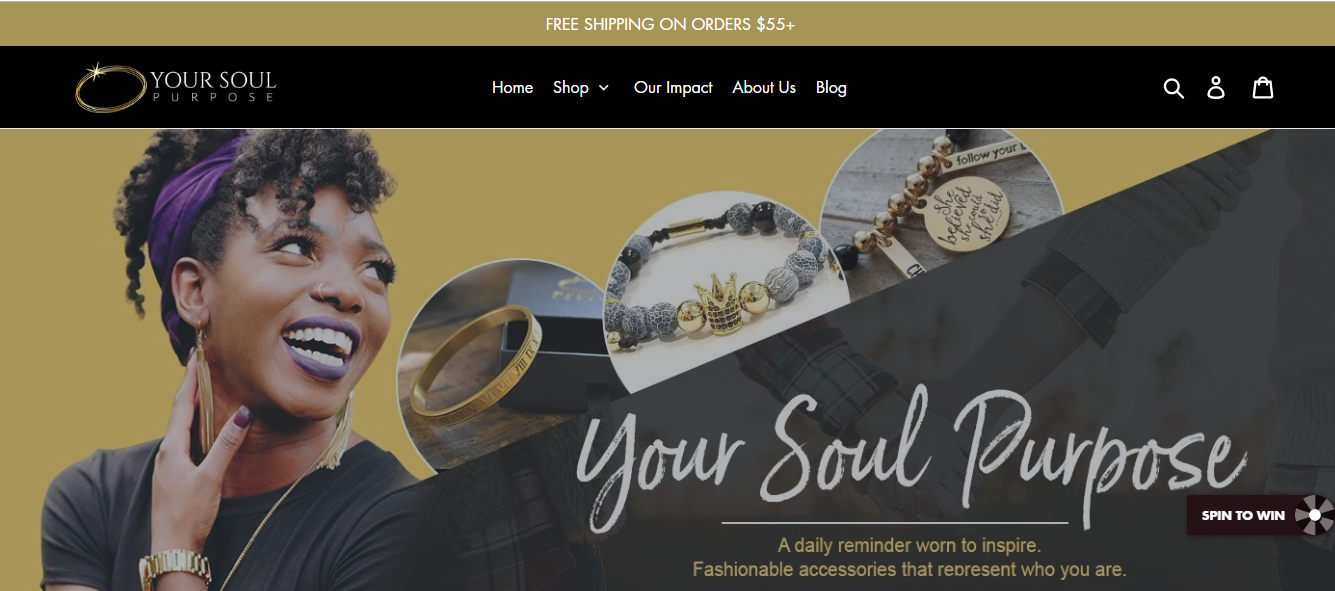 FREE SHIPPING ON ORDERS $55+
YOUR SOUL
PURPOSE
Home Shop Our Impact About Us Blog
follow your
she
believed
she could
so
she did
Your Soul Purpose
SPIN TO WIN
A daily reminder worn to inspire.
Fashionable accessories that represent who you are.